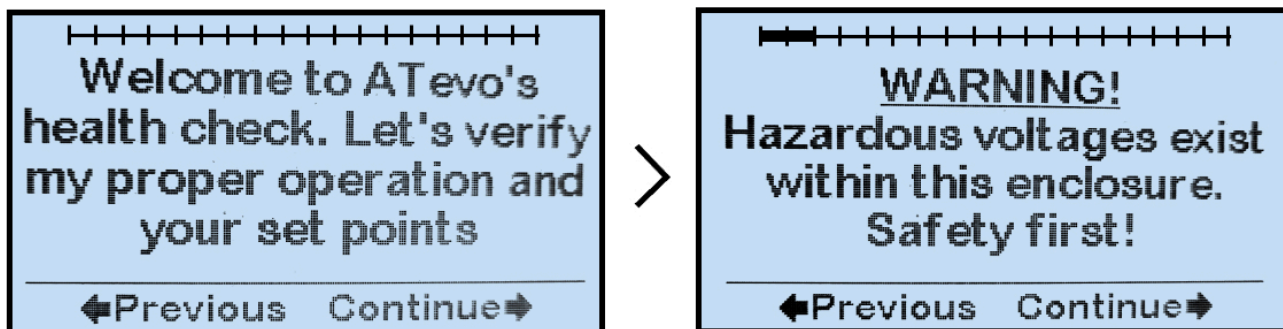 Welcome to ATevo's
health check. Let's verify
my proper operation and
your set points
Previous Continue
WARNING!
Hazardous voltages exist
within this enclosure.
Safety first!
Previous Continue